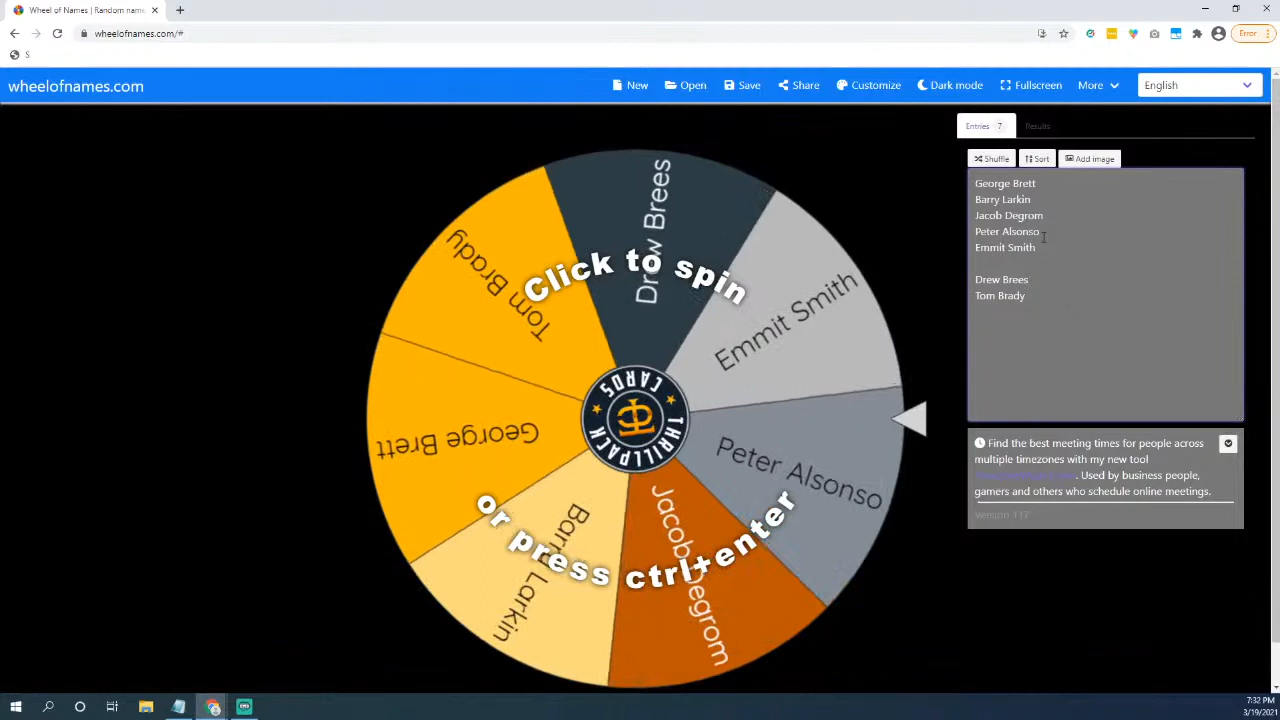 Wheel of Names | Random name
wheelofnames.com/#
Error
S
wheelofnames.com
New
Open
Save
Share
Customize
Dark mode
Fullscreen
More
English
Entries 7
Results
Shuffle
Sort
Add image
George Brett
Barry Larkin
Jacob Degrom
Peter Alsonso
Emmit Smith
Drew Brees
Tom Brady
Find the best meeting times for people across
multiple timezones with my new tool
. Used by business people,
gamers and others who schedule online meetings.
Version 117
Click to spin
or press ctrl+enter
Drew Brees
Emmit Smith
Peter Alsonso
Jacob Degrom
Barry Larkin
George Brett
Tom Brady
THRILLPACK
CARDS
7:32 PM
3/19/2021